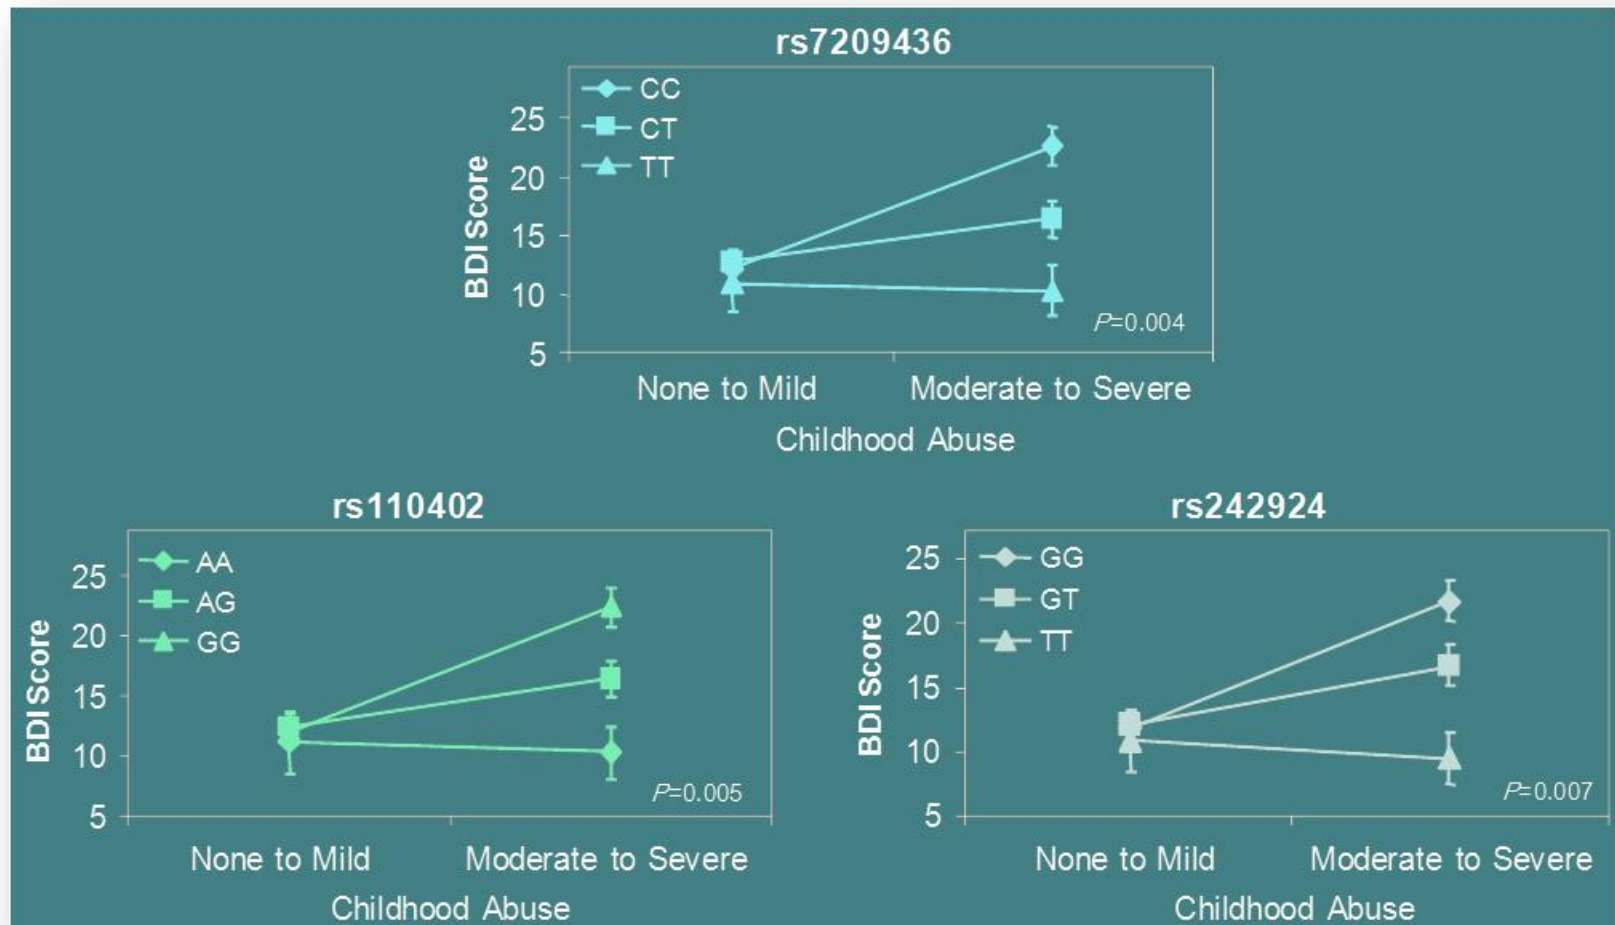 rs7209436
CC
CT
TT
25
20
15
10
5
BDI Score
P=0.004
None to Mild
Moderate to Severe
Childhood Abuse
rs110402
AA
AG
GG
25
20
15
10
5
BDI Score
P=0.005
None to Mild
Moderate to Severe
Childhood Abuse
rs242924
GG
GT
TT
25
20
15
10
5
BDI Score
P=0.007
None to Mild
Moderate to Severe
Childhood Abuse